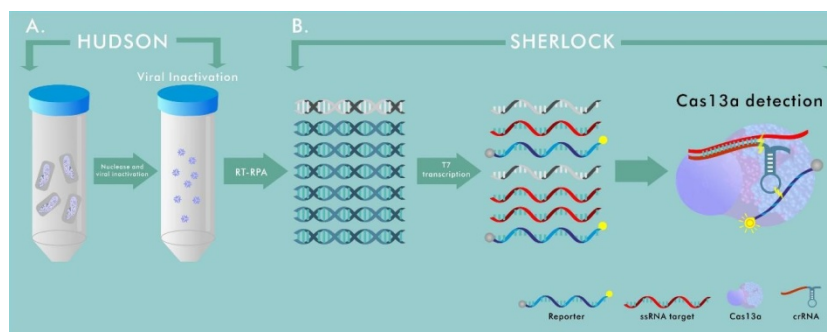 A.
HUDSON
Viral Inactivation
Nuclease and
viral inactivation
RT-RPA
B.
SHERLOCK
T7
transcription
Cas13a detection
Reporter
ssRNA target
Cas13a
crRNA